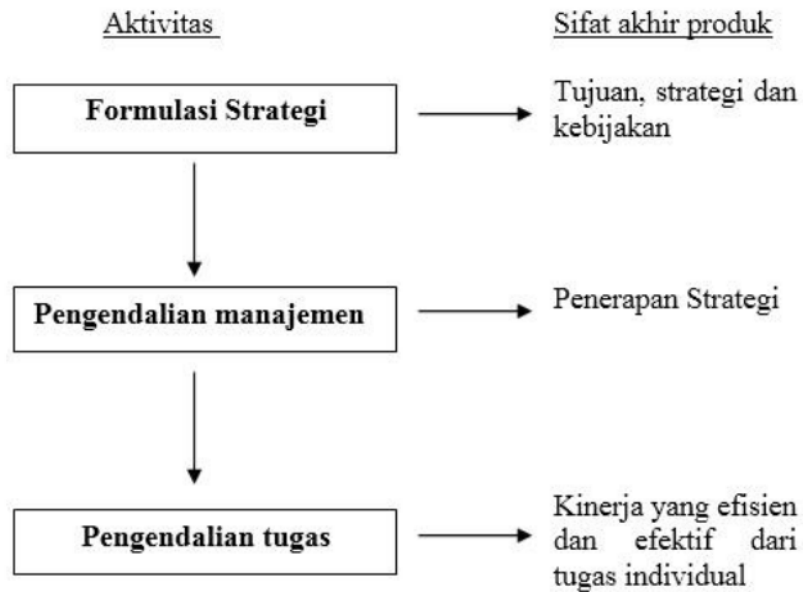 Aktivitas
Sifat akhir produk
Formulasi Strategi
Tujuan, strategi dan
kebijakan
Pengendalian manajemen
Penerapan Strategi
Pengendalian tugas
Kinerja yang efisien
dan efektif dari
tugas individual